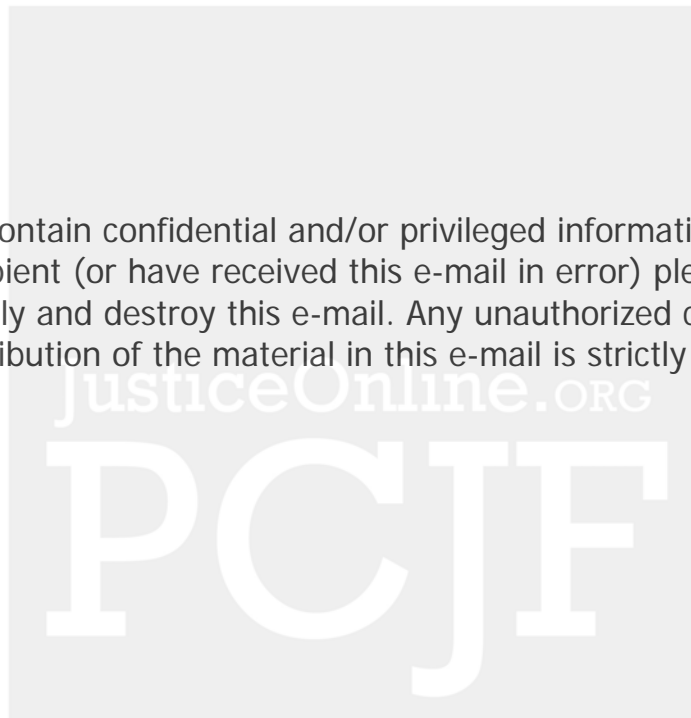 ontain confidential and/or privileged informati
ient (or have received this e-mail in error) ple
ly and destroy this e-mail. Any unauthorized
ibution of the material in this e-mail is strictly
JusticeOnline.ORG
PCJF